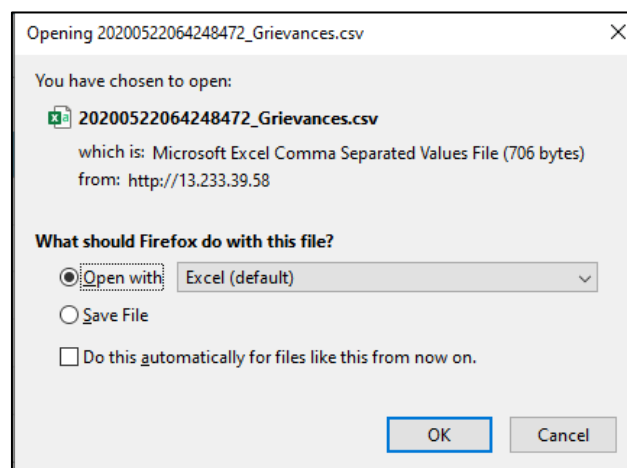 Opening 20200522064248472_Grievances.csv
You have chosen to open:
20200522064248472_Grievances.csv
which is: Microsoft Excel Comma Separated Values File (706 bytes)
from: http://13.233.39.58
What should Firefox do with this file?
Open with Excel (default)
Save File
Do this automatically for files like this from now on.
OK Cancel